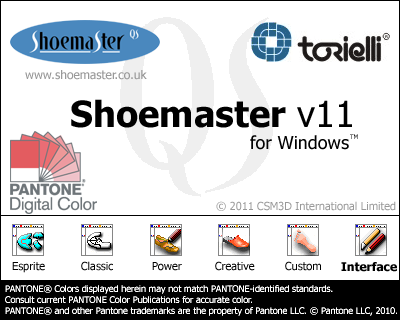 Shoemaster QS
torielli®
www.shoemaster.co.uk
QS
Shoemaster v11
for Windows™
PANTONE®
Digital Color
© 2011 CSM3D International Limited
Esprite
Classic
Power
Creative
Custom
Interface
PANTONE® Colors displayed herein may not match PANTONE-identified standards.
Consult current PANTONE Color Publications for accurate color.
PANTONE® and other Pantone trademarks are the property of Pantone LLC. © Pantone LLC, 2010.